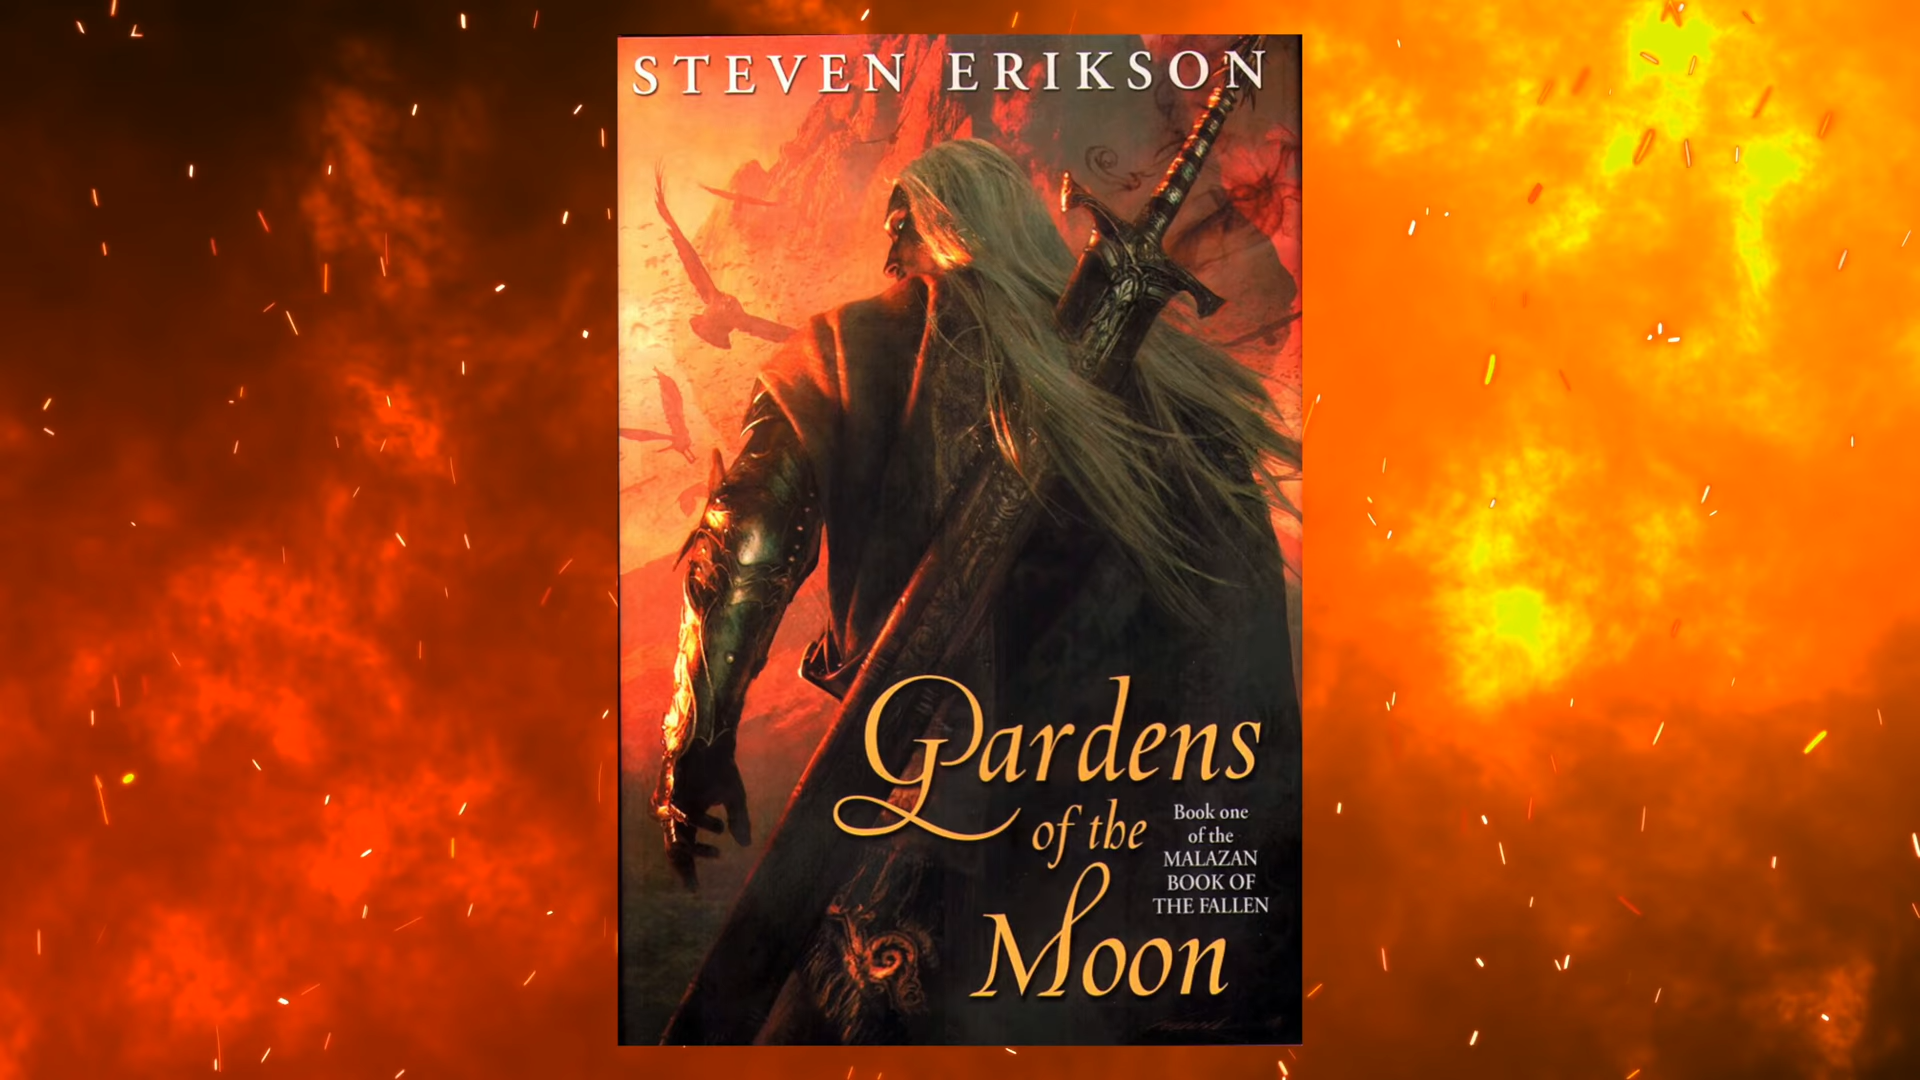 STEVEN ERIKSON
Gardens
of the
Moon
Book one
of the
MALAZAN
BOOK OF
THE FALLEN